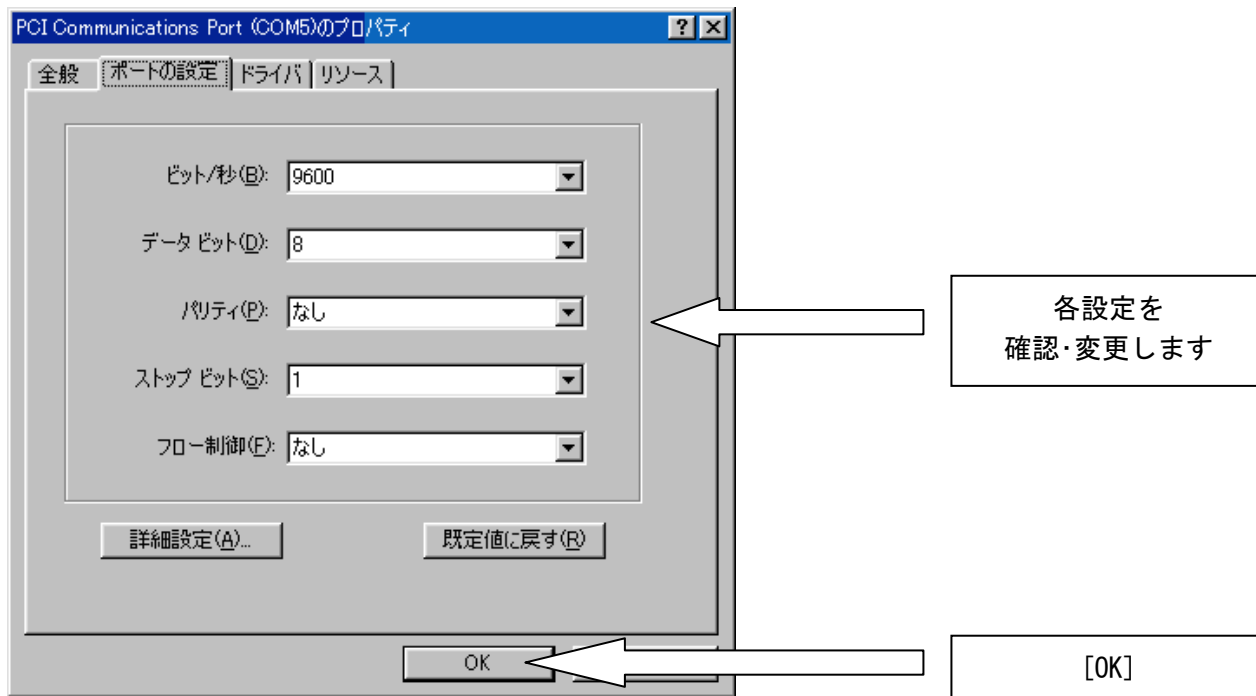 PCI Communications Port (COM5)のプロパティ
全般 ポートの設定 ドライバ リソース
ビット/秒(B): 9600
データ ビット(D): 8
パリティ(P): なし
ストップ ビット(S): 1
フロー制御(F): なし
詳細設定(A)... 既定値に戻す(R)
各設定を
確認･変更します
OK
[OK]